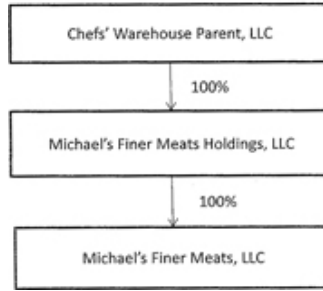 Chefs' Warehouse Parent, LLC
100%
Michael's Finer Meats Holdings, LLC
100%
Michael's Finer Meats, LLC